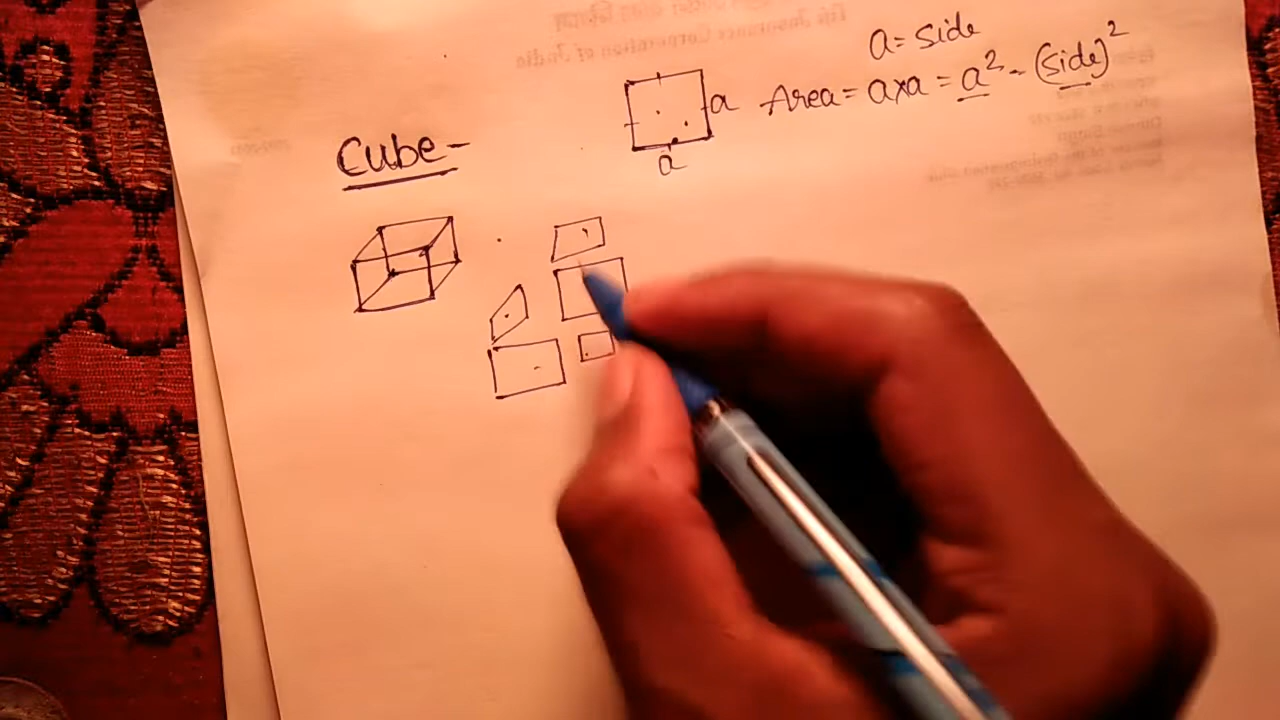 a = side
a Area = a×a = a² - (side)²
a
Cube-